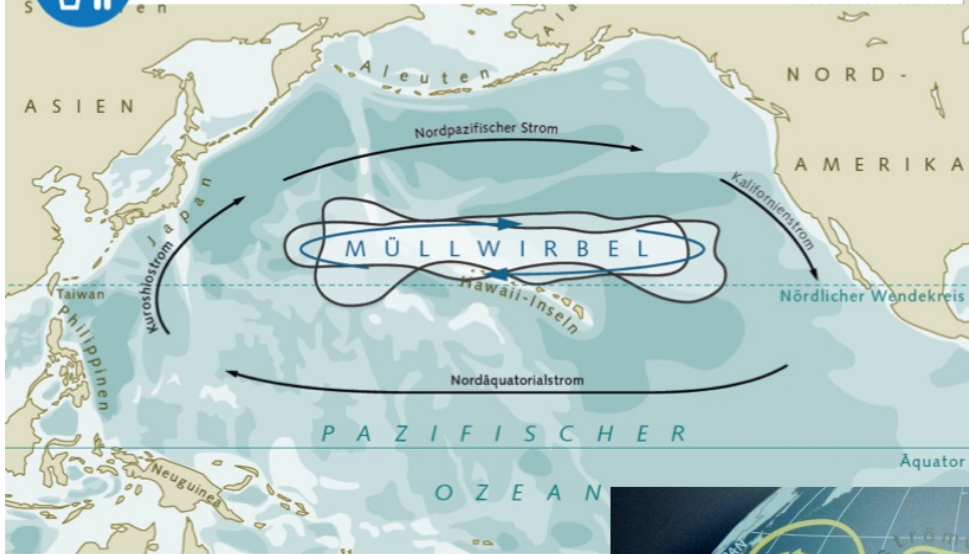 ASIEN
Aleuten
NORD-
AMERIKA
Nordpazifischer Strom
Kalifornienstrom
Japan
Kuroshiostrom
MÜLLWIRBEL
Hawaii-Inseln
Taiwan
Nördlicher Wendekreis
Philippinen
Nordäquatorialstrom
PAZIFISCHER
OZEAN
Äquator
Neuguinea